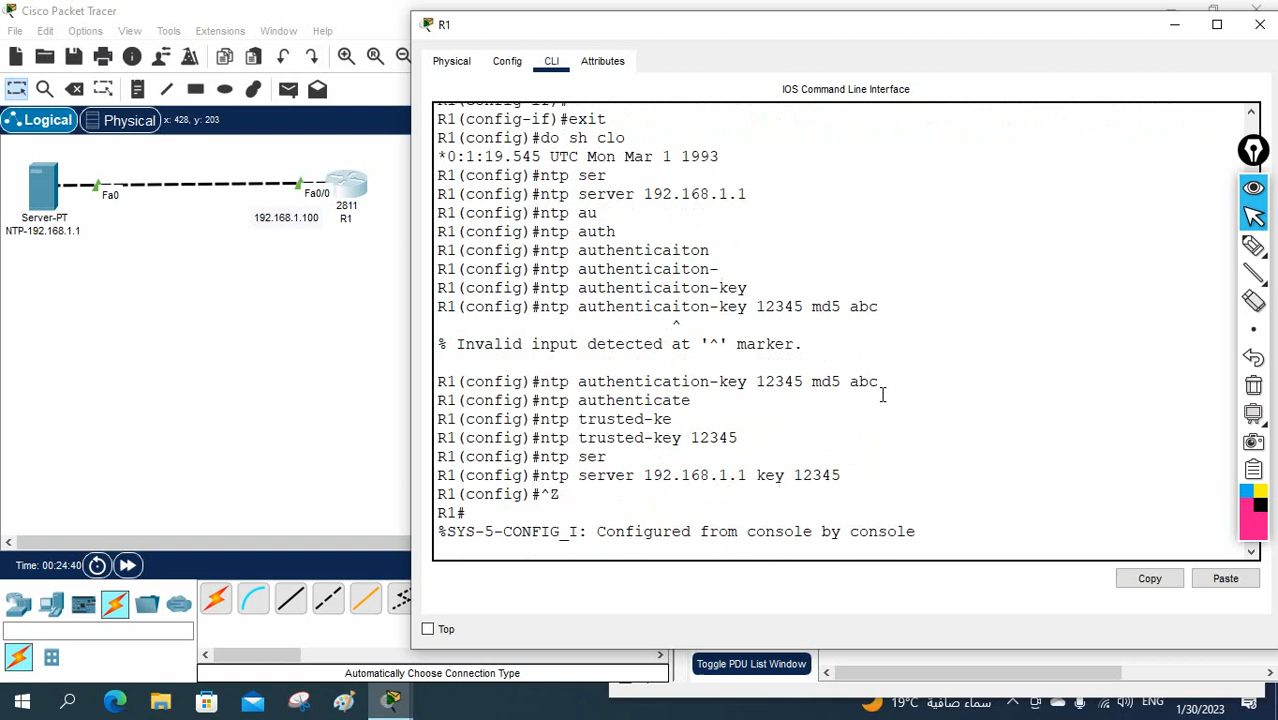 Cisco Packet Tracer
File Edit Options View Tools Extensions Window Help
Logical Physical x: 428, y: 203
Fa0
Fa0/0
Server-PT
NTP-192.168.1.1
192.168.1.100
2811
R1
Time: 00:24:40
Automatically Choose Connection Type
R1
Physical Config CLI Attributes
IOS Command Line Interface
R1(config-if)#
R1(config-if)#exit
R1(config)#do sh clo
*0:1:19.545 UTC Mon Mar 1 1993
R1(config)#ntp ser
R1(config)#ntp server 192.168.1.1
R1(config)#ntp au
R1(config)#ntp auth
R1(config)#ntp authenticaiton
R1(config)#ntp authenticaiton-
R1(config)#ntp authenticaiton-key
R1(config)#ntp authenticaiton-key 12345 md5 abc
^
% Invalid input detected at '^' marker.
R1(config)#ntp authentication-key 12345 md5 abc
R1(config)#ntp authenticate
R1(config)#ntp trusted-ke
R1(config)#ntp trusted-key 12345
R1(config)#ntp ser
R1(config)#ntp server 192.168.1.1 key 12345
R1(config)#^Z
R1#
%SYS-5-CONFIG_I: Configured from console by console
Copy Paste
Top
Toggle PDU List Window
19°C سماء صافية ENG 1/30/2023